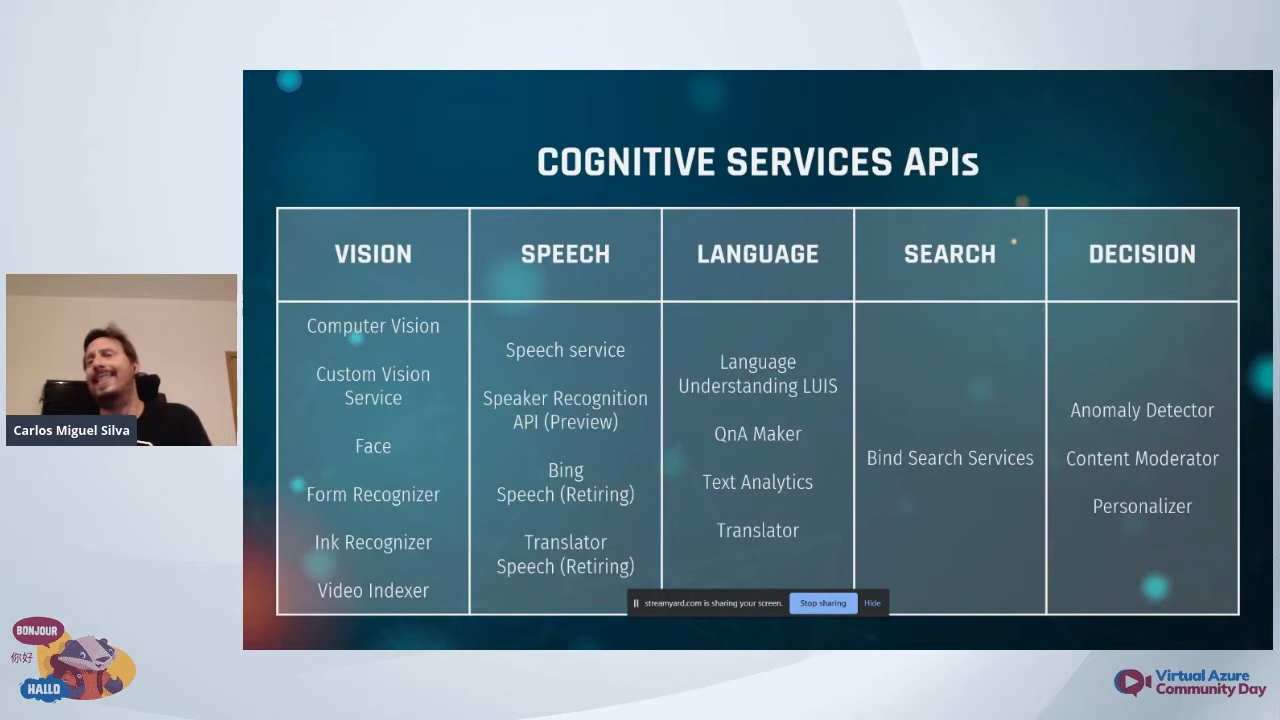 COGNITIVE SERVICES APIs
VISION
Computer Vision
Custom Vision
Service
Face
Form Recognizer
Ink Recognizer
Video Indexer
SPEECH
Speech service
Speaker Recognition
API (Preview)
Bing
Speech (Retiring)
Translator
Speech (Retiring)
LANGUAGE
Language
Understanding LUIS
QnA Maker
Text Analytics
Translator
SEARCH
Bind Search Services
DECISION
Anomaly Detector
Content Moderator
Personalizer
streamyard.com is sharing your screen.
Stop sharing
Hide
Carlos Miguel Silva
BONJOUR
你好
HALLO
Virtual Azure
Community Day